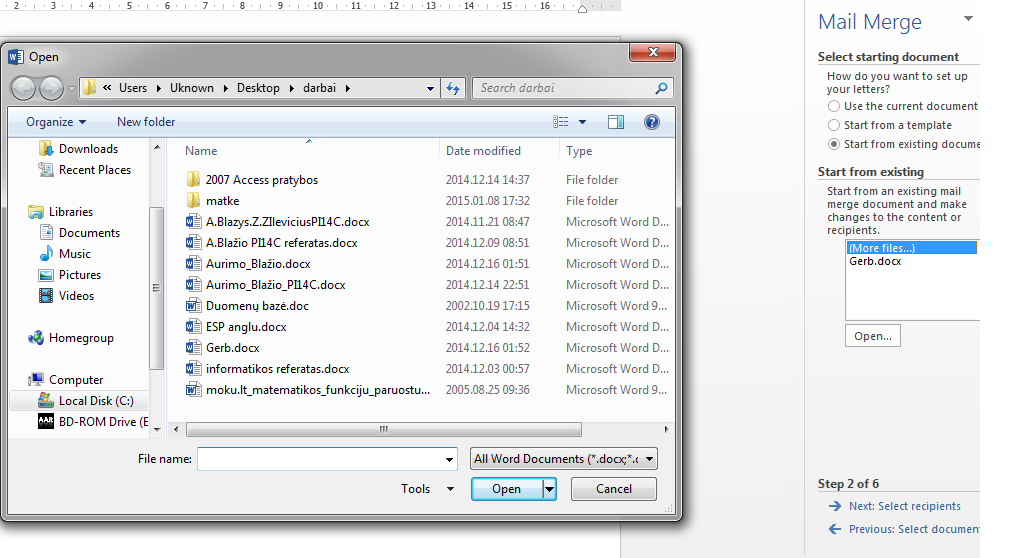 2 3 4 5 6 7 8 9 10 11 12 13 14 15 16
Open
« Users Uknown Desktop darbai
Search darbai
Organize New folder
Downloads
Recent Places
Libraries
Documents
Music
Pictures
Videos
Homegroup
Computer
Local Disk (C:)
BD-ROM Drive (E
Name Date modified Type
2007 Access pratybos 2014.12.14 14:37 File folder
matke 2015.01.08 17:32 File folder
A.Blazys.Z.ZIleviciusPI14C.docx 2014.11.21 08:47 Microsoft Word D...
A.Blažio PI14C referatas.docx 2014.12.09 08:51 Microsoft Word D...
Aurimo_Blažio.docx 2014.12.16 01:51 Microsoft Word D...
Aurimo_Blažio_PI14C.docx 2014.12.14 22:51 Microsoft Word D...
Duomenų bazė.doc 2002.10.19 17:15 Microsoft Word 9...
ESP anglu.docx 2014.12.04 14:32 Microsoft Word D...
Gerb.docx 2014.12.16 01:52 Microsoft Word D...
informatikos referatas.docx 2014.12.03 00:57 Microsoft Word D...
moku.lt_matematikos_funkciju_paruostu... 2005.08.25 09:36 Microsoft Word 9...
File name:
All Word Documents (*.docx;*.c
Tools Open Cancel
Mail Merge
Select starting document
How do you want to set up
your letters?
Use the current document
Start from a template
Start from existing docume
Start from existing
Start from an existing mail
merge document and make
changes to the content or
recipients.
(More files...)
Gerb.docx
Open...
Step 2 of 6
Next: Select recipients
Previous: Select documen